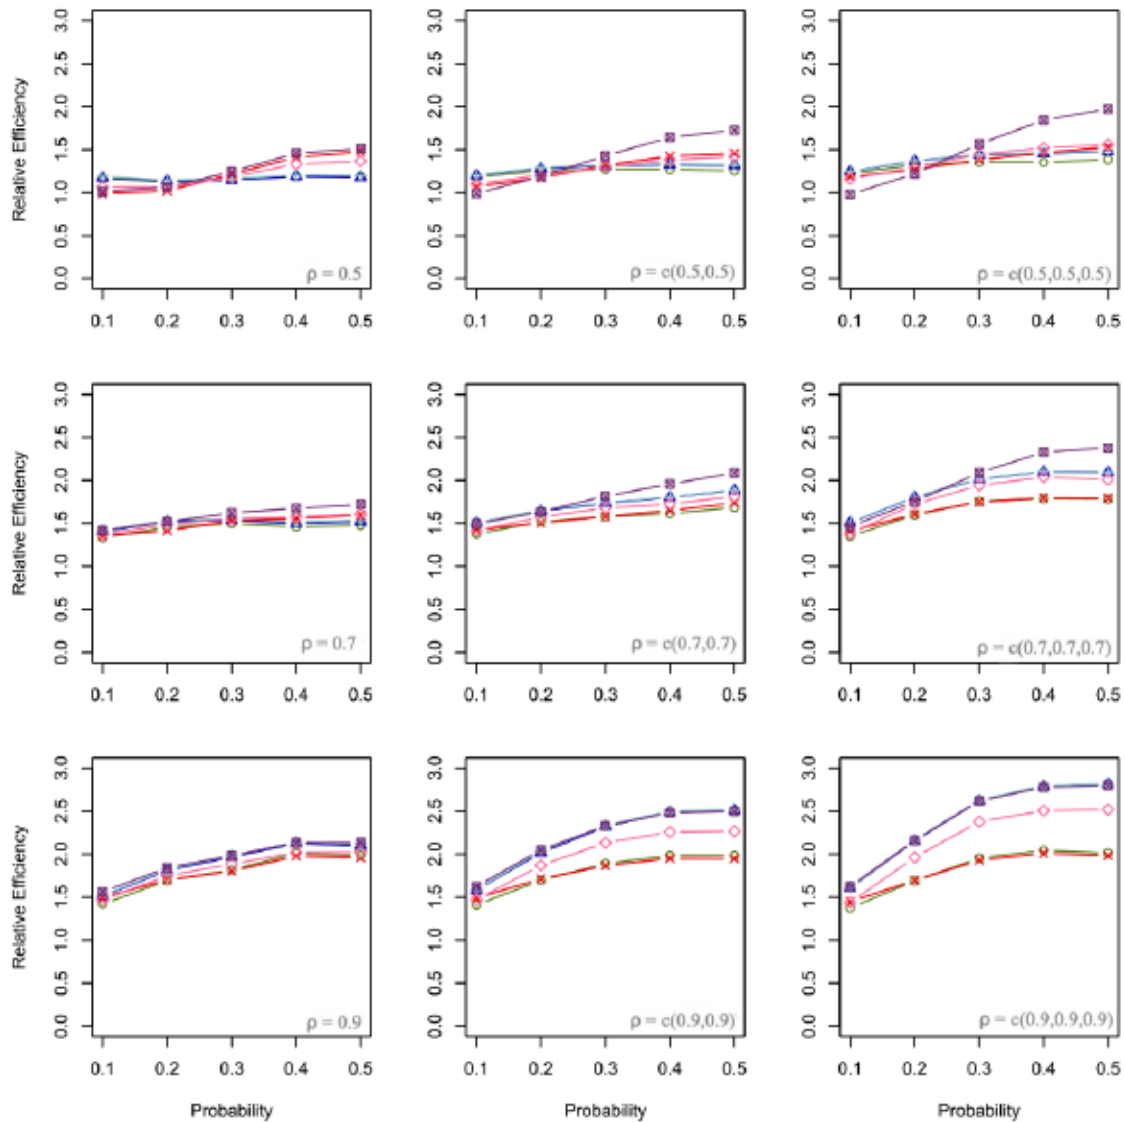 Relative Efficiency
0.0 0.5 1.0 1.5 2.0 2.5 3.0
ρ = 0.5
0.1 0.2 0.3 0.4 0.5
0.0 0.5 1.0 1.5 2.0 2.5 3.0
ρ = c(0.5,0.5)
0.1 0.2 0.3 0.4 0.5
0.0 0.5 1.0 1.5 2.0 2.5 3.0
ρ = c(0.5,0.5,0.5)
0.1 0.2 0.3 0.4 0.5
Relative Efficiency
0.0 0.5 1.0 1.5 2.0 2.5 3.0
ρ = 0.7
0.1 0.2 0.3 0.4 0.5
0.0 0.5 1.0 1.5 2.0 2.5 3.0
ρ = c(0.7,0.7)
0.1 0.2 0.3 0.4 0.5
0.0 0.5 1.0 1.5 2.0 2.5 3.0
ρ = c(0.7,0.7,0.7)
0.1 0.2 0.3 0.4 0.5
Relative Efficiency
0.0 0.5 1.0 1.5 2.0 2.5 3.0
ρ = 0.9
0.1 0.2 0.3 0.4 0.5
Probability
0.0 0.5 1.0 1.5 2.0 2.5 3.0
ρ = c(0.9,0.9)
0.1 0.2 0.3 0.4 0.5
Probability
0.0 0.5 1.0 1.5 2.0 2.5 3.0
ρ = c(0.9,0.9,0.9)
0.1 0.2 0.3 0.4 0.5
Probability